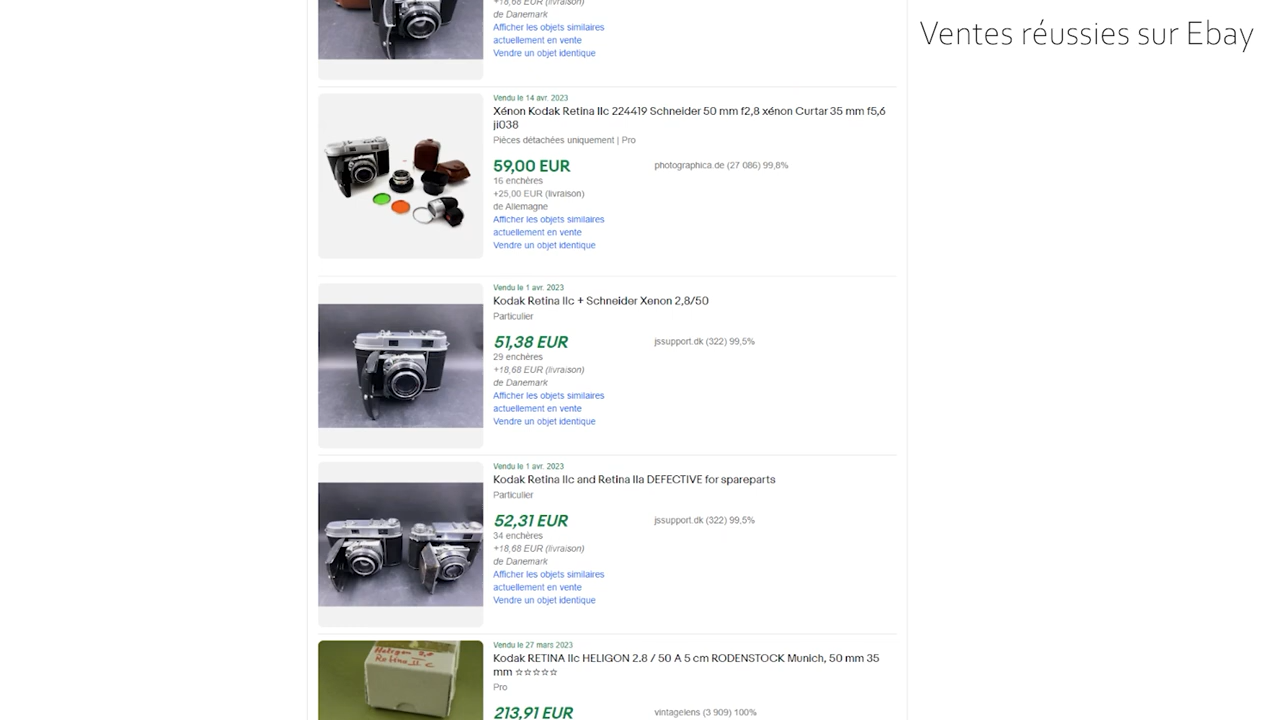 Ventes réussies sur Ebay
+18,68 EUR (livraison)
de Danemark
Afficher les objets similaires
actuellement en vente
Vendre un objet identique
Vendu le 14 avr. 2023
Xénon Kodak Retina IIc 224419 Schneider 50 mm f2,8 xénon Curtar 35 mm f5,6
ji038
Pièces détachées uniquement | Pro
59,00 EUR
photographica.de (27 086) 99,8%
16 enchères
+25,00 EUR (livraison)
de Allemagne
Afficher les objets similaires
actuellement en vente
Vendre un objet identique
Vendu le 1 avr. 2023
Kodak Retina IIc + Schneider Xenon 2,8/50
Particulier
51,38 EUR
jssupport.dk (322) 99,5%
29 enchères
+18,68 EUR (livraison)
de Danemark
Afficher les objets similaires
actuellement en vente
Vendre un objet identique
Vendu le 1 avr. 2023
Kodak Retina IIc and Retina IIa DEFECTIVE for spareparts
Particulier
52,31 EUR
jssupport.dk (322) 99,5%
34 enchères
+18,68 EUR (livraison)
de Danemark
Afficher les objets similaires
actuellement en vente
Vendre un objet identique
Heligon 2,8
Retina II c
Vendu le 27 mars 2023
Kodak RETINA IIc HELIGON 2.8 / 50 A 5 cm RODENSTOCK Munich, 50 mm 35
mm ☆☆☆☆☆
Pro
213,91 EUR
vintagelens (3 909) 100%